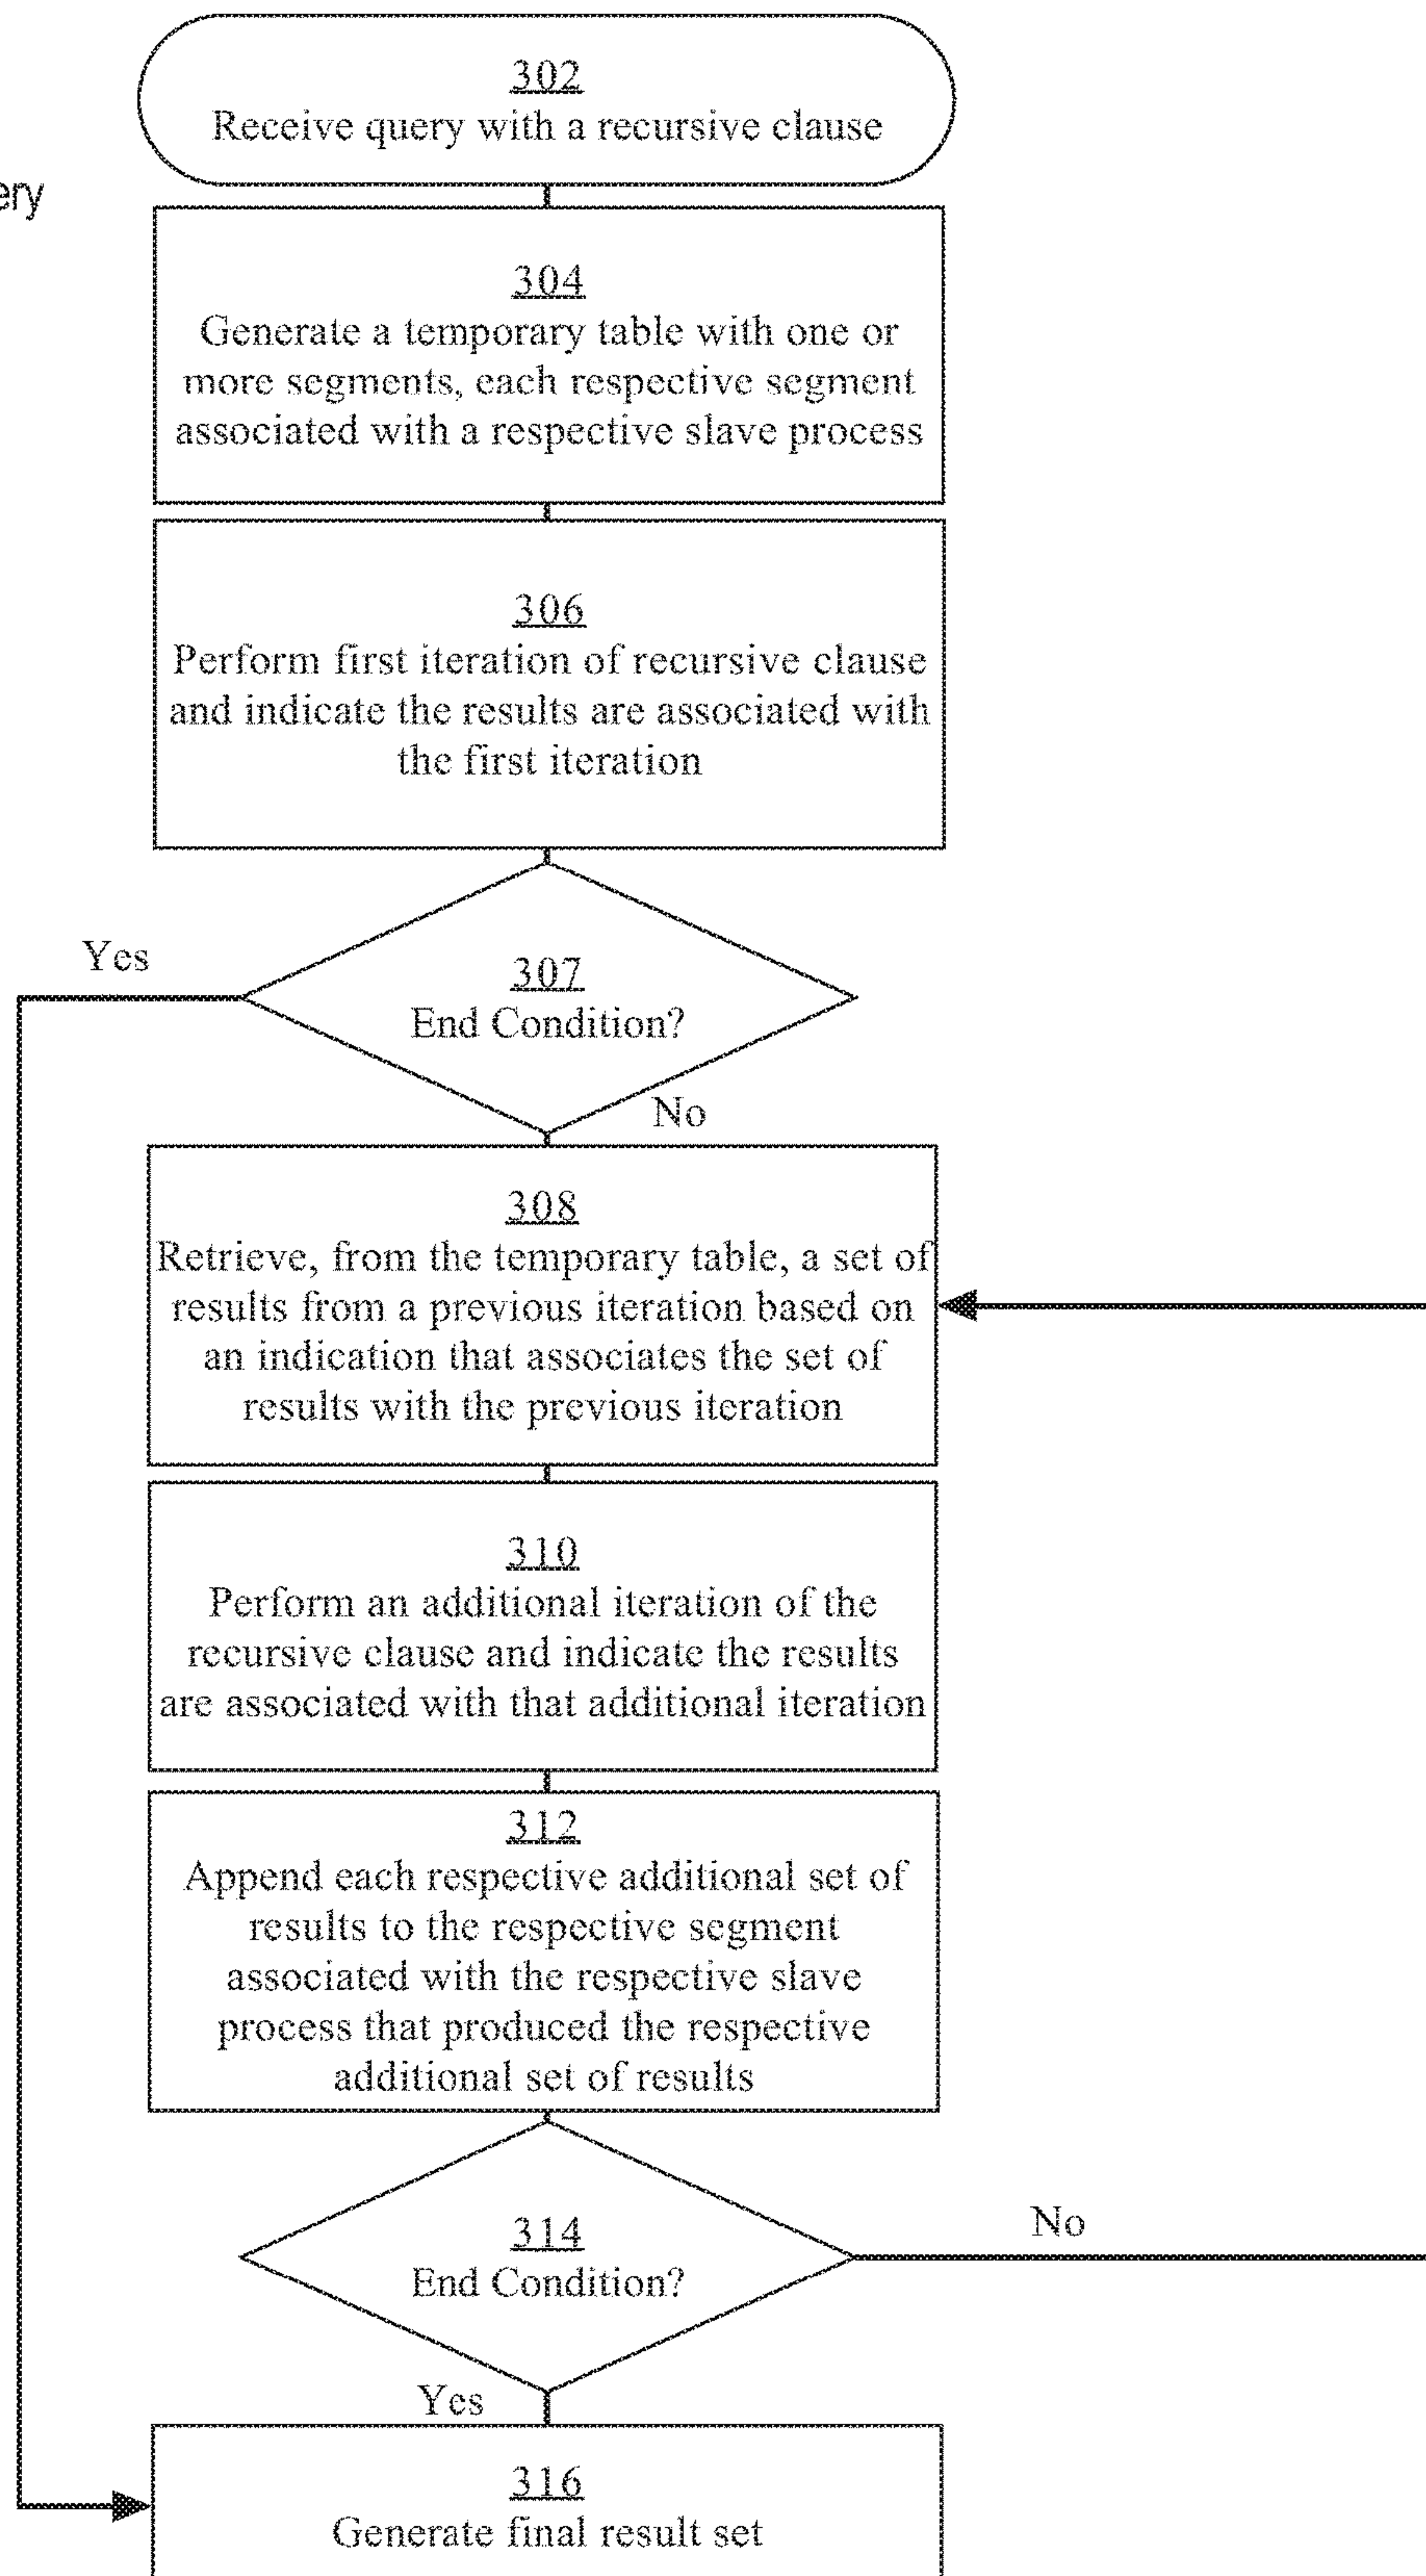 302
Receive query with a recursive clause
ery
304
Generate a temporary table with one or
more segments, each respective segment
associated with a respective slave process
306
Perform first iteration of recursive clause
and indicate the results are associated with
the first iteration
Yes
307
End Condition?
No
308
Retrieve, from the temporary table, a set of
results from a previous iteration based on
an indication that associates the set of
results with the previous iteration
310
Perform an additional iteration of the
recursive clause and indicate the results
are associated with that additional iteration
312
Append each respective additional set of
results to the respective segment
associated with the respective slave
process that produced the respective
additional set of results
314
End Condition?
No
Yes
316
Generate final result set